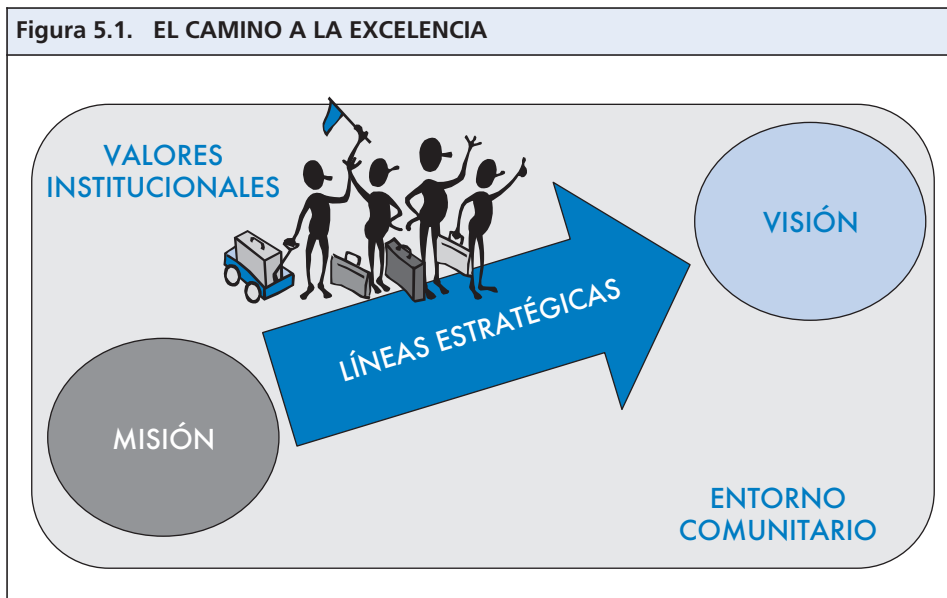 Figura 5.1. EL CAMINO A LA EXCELENCIA
VALORES
INSTITUCIONALES
VISIÓN
LÍNEAS ESTRATÉGICAS
MISIÓN
ENTORNO
COMUNITARIO